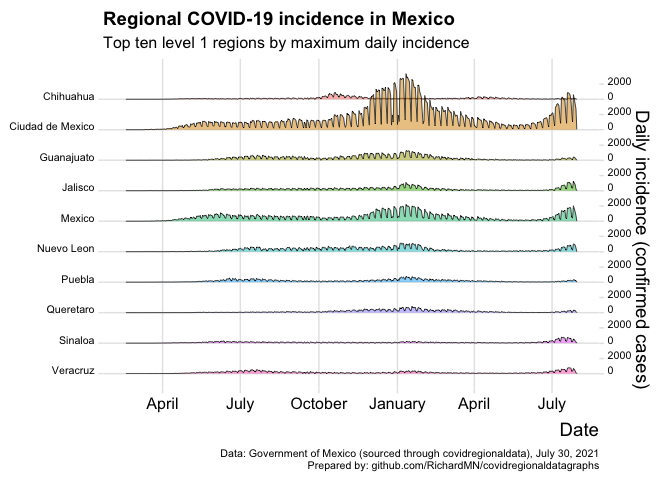 Regional COVID-19 incidence in Mexico
Top ten level 1 regions by maximum daily incidence
Chihuahua
2000
0
Ciudad de Mexico
2000
0
Guanajuato
2000
0
Jalisco
2000
0
Mexico
2000
0
Nuevo Leon
2000
0
Puebla
2000
0
Queretaro
2000
0
Sinaloa
2000
0
Veracruz
2000
0
Daily incidence (confirmed cases)
April
July
October
January
April
July
Date
Data: Government of Mexico (sourced through covidregionaldata), July 30, 2021
Prepared by: github.com/RichardMN/covidregionaldatagraphs